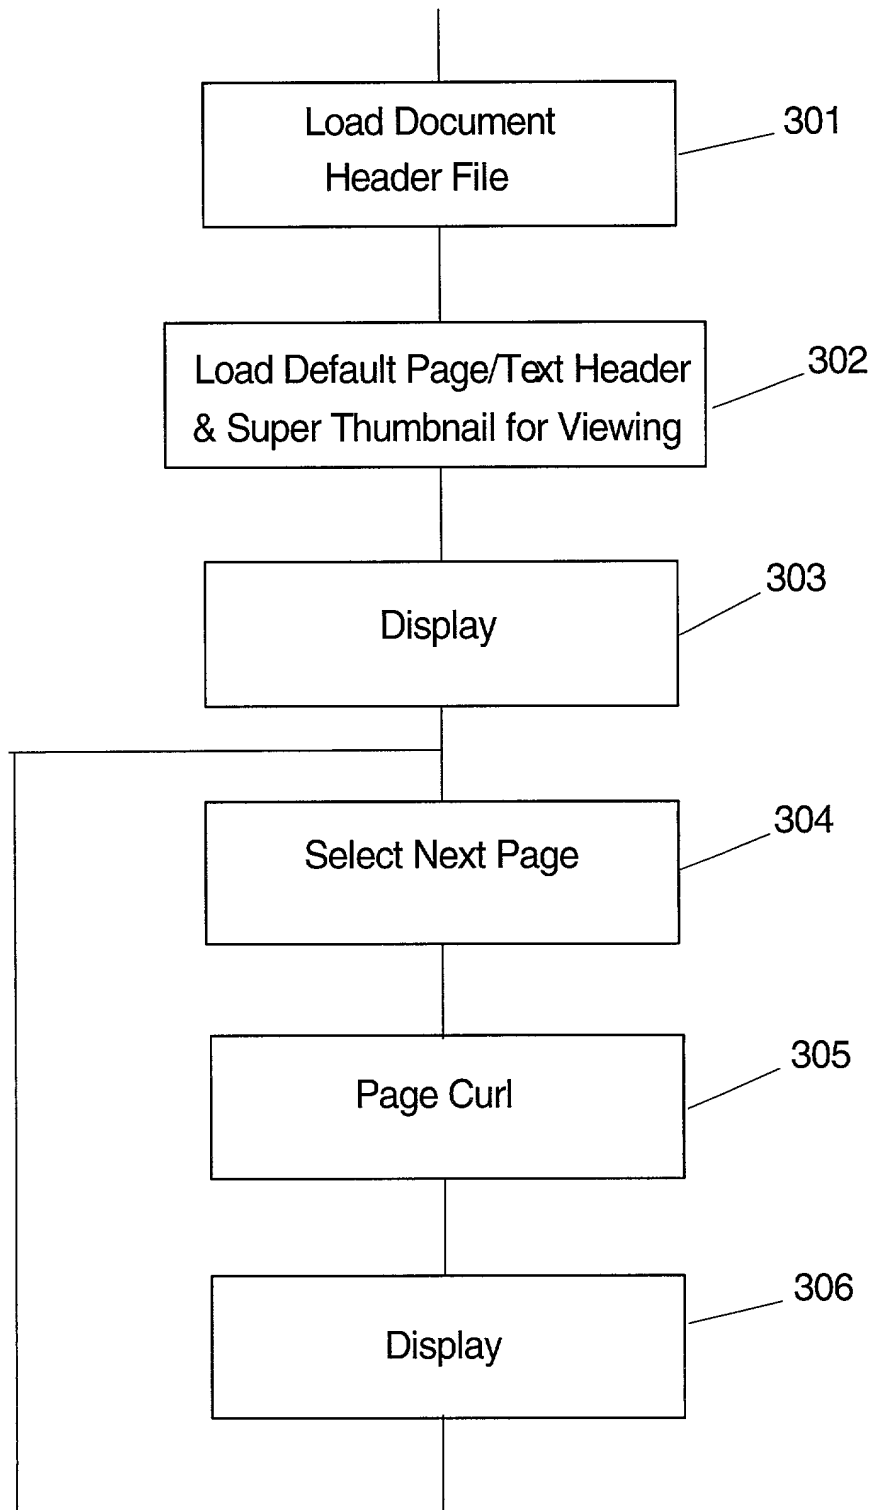 Load Document
Header File
301
Load Default Page/Text Header
& Super Thumbnail for Viewing
302
Display
303
Select Next Page
304
Page Curl
305
Display
306